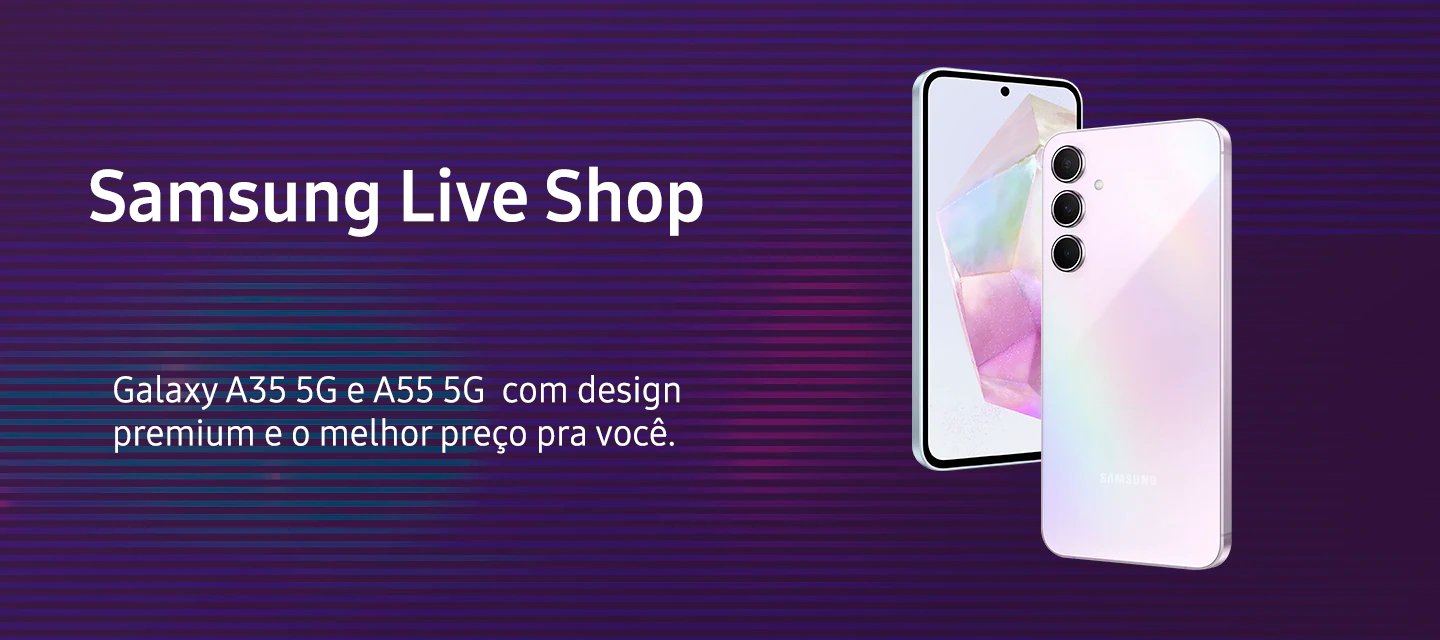 Samsung Live Shop
Galaxy A35 5G e A55 5G com design
premium e o melhor preço pra você.
SAMSUNG